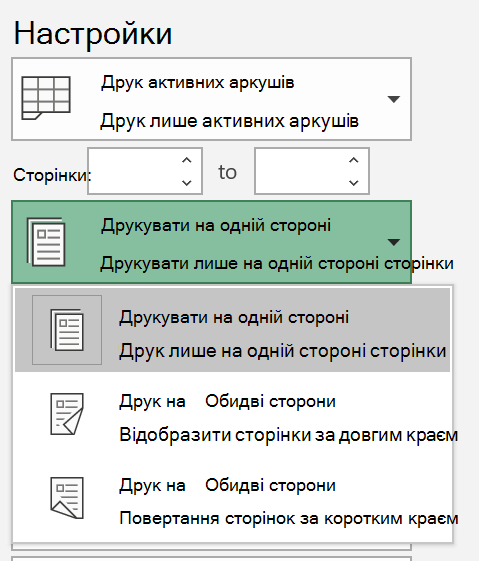 Настройки
Друк активних аркушів
Друк лише активних аркушів
Сторінки: to
Друкувати на одній стороні
Друкувати лише на одній стороні сторінки
Друкувати на одній стороні
Друк лише на одній стороні сторінки
Друк на Обидві сторони
Відобразити сторінки за довгим краєм
Друк на Обидві сторони
Повертання сторінок за коротким краєм